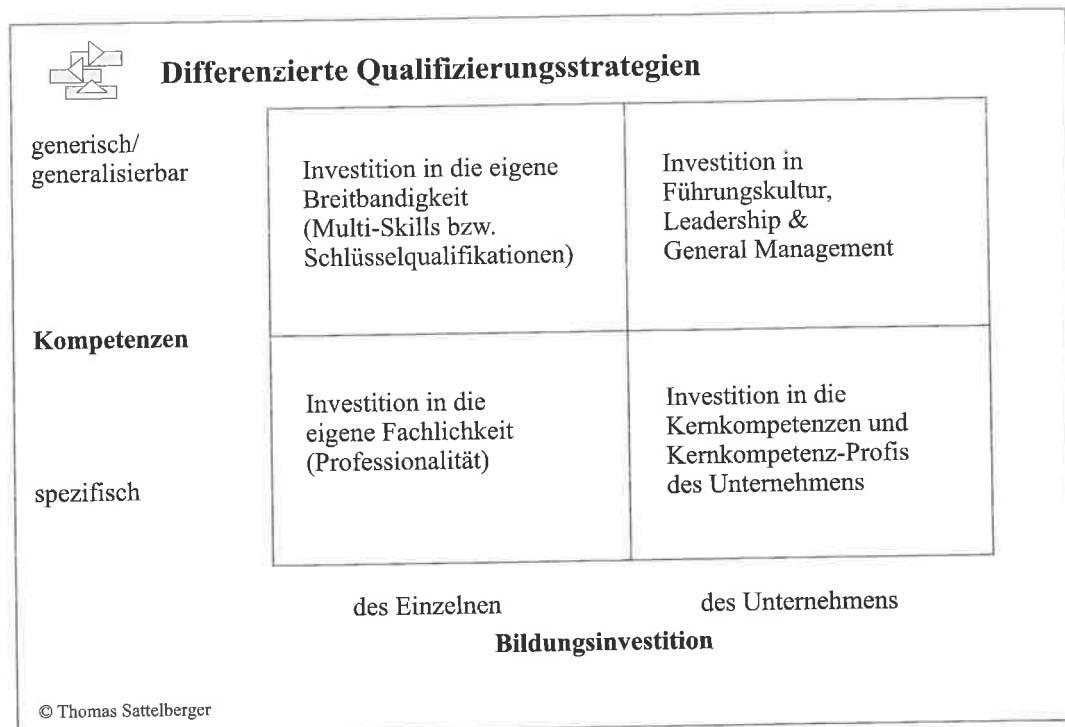 Differenzierte Qualifizierungsstrategien
generisch/
generalisierbar
Investition in die eigene
Breitbandigkeit
(Multi-Skills bzw.
Schlüsselqualifikationen)
Investition in
Führungskultur,
Leadership &
General Management
Kompetenzen
Investition in die
eigene Fachlichkeit
(Professionalität)
Investition in die
Kernkompetenzen und
Kernkompetenz-Profis
des Unternehmens
spezifisch
des Einzelnen
des Unternehmens
Bildungsinvestition
© Thomas Sattelberger